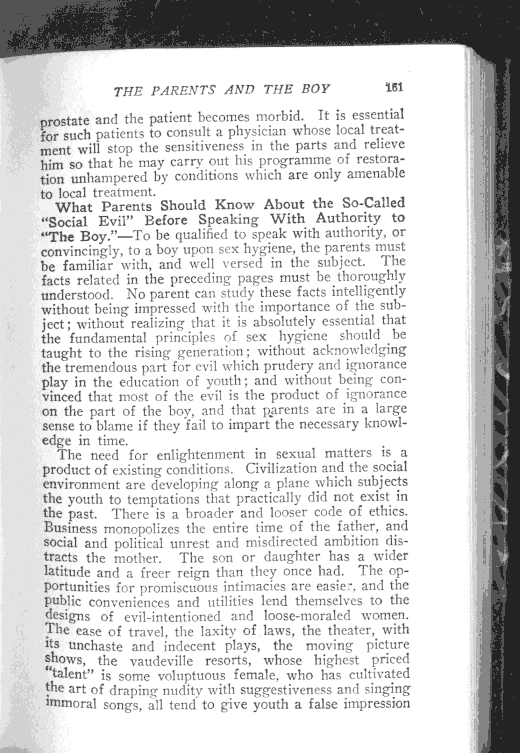 THE PARENTS AND THE BOY 151
prostate and the patient becomes morbid. It is essential
for such patients to consult a physician whose local treat-
ment will stop the sensitiveness in the parts and relieve
him so that he may carry out his programme of restora-
tion unhampered by conditions which are only amenable
to local treatment.
What Parents Should Know About the So-Called
"Social Evil" Before Speaking With Authority to
"The Boy."—To be qualified to speak with authority, or
convincingly, to a boy upon sex hygiene, the parents must
be familiar with, and well versed in the subject. The
facts related in the preceding pages must be thoroughly
understood. No parent can study these facts intelligently
without being impressed with the importance of the sub-
ject; without realizing that it is absolutely essential that
the fundamental principles of sex hygiene should be
taught to the rising generation; without acknowledging
the tremendous part for evil which prudery and ignorance
play in the education of youth; and without being con-
vinced that most of the evil is the product of ignorance
on the part of the boy, and that parents are in a large
sense to blame if they fail to impart the necessary knowl-
edge in time.
The need for enlightenment in sexual matters is a
product of existing conditions. Civilization and the social
environment are developing along a plane which subjects
the youth to temptations that practically did not exist in
the past. There is a broader and looser code of ethics.
Business monopolizes the entire time of the father, and
social and political unrest and misdirected ambition dis-
tracts the mother. The son or daughter has a wider
latitude and a freer reign than they once had. The op-
portunities for promiscuous intimacies are easier, and the
public conveniences and utilities lend themselves to the
designs of evil-intentioned and loose-moraled women.
The ease of travel, the laxity of laws, the theater, with
its unchaste and indecent plays, the moving picture
shows, the vaudeville resorts, whose highest priced
"talent" is some voluptuous female, who has cultivated
the art of draping nudity with suggestiveness and singing
immoral songs, all tend to give youth a false impression